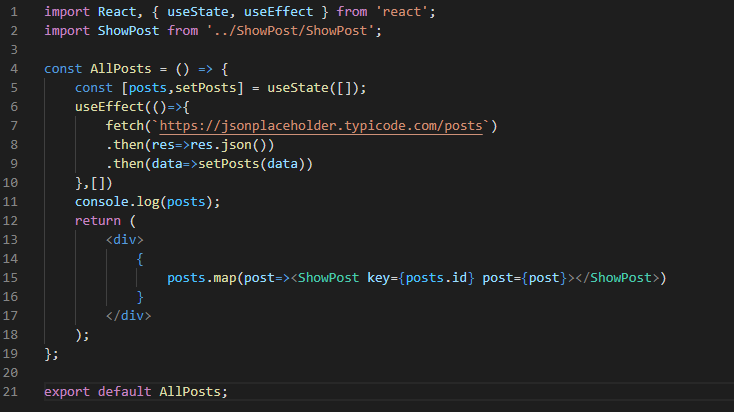 1 import React, { useState, useEffect } from 'react';
2 import ShowPost from '../ShowPost/ShowPost';
3
4 const AllPosts = () => {
5     const [posts,setPosts] = useState([]);
6     useEffect(()=>{
7         fetch(`https://jsonplaceholder.typicode.com/posts`)
8         .then(res=>res.json())
9         .then(data=>setPosts(data))
10     },[])
11     console.log(posts);
12     return (
13         <div>
14             {
15                 posts.map(post=><ShowPost key={posts.id} post={post}></ShowPost>)
16             }
17         </div>
18     );
19 };
20
21 export default AllPosts;